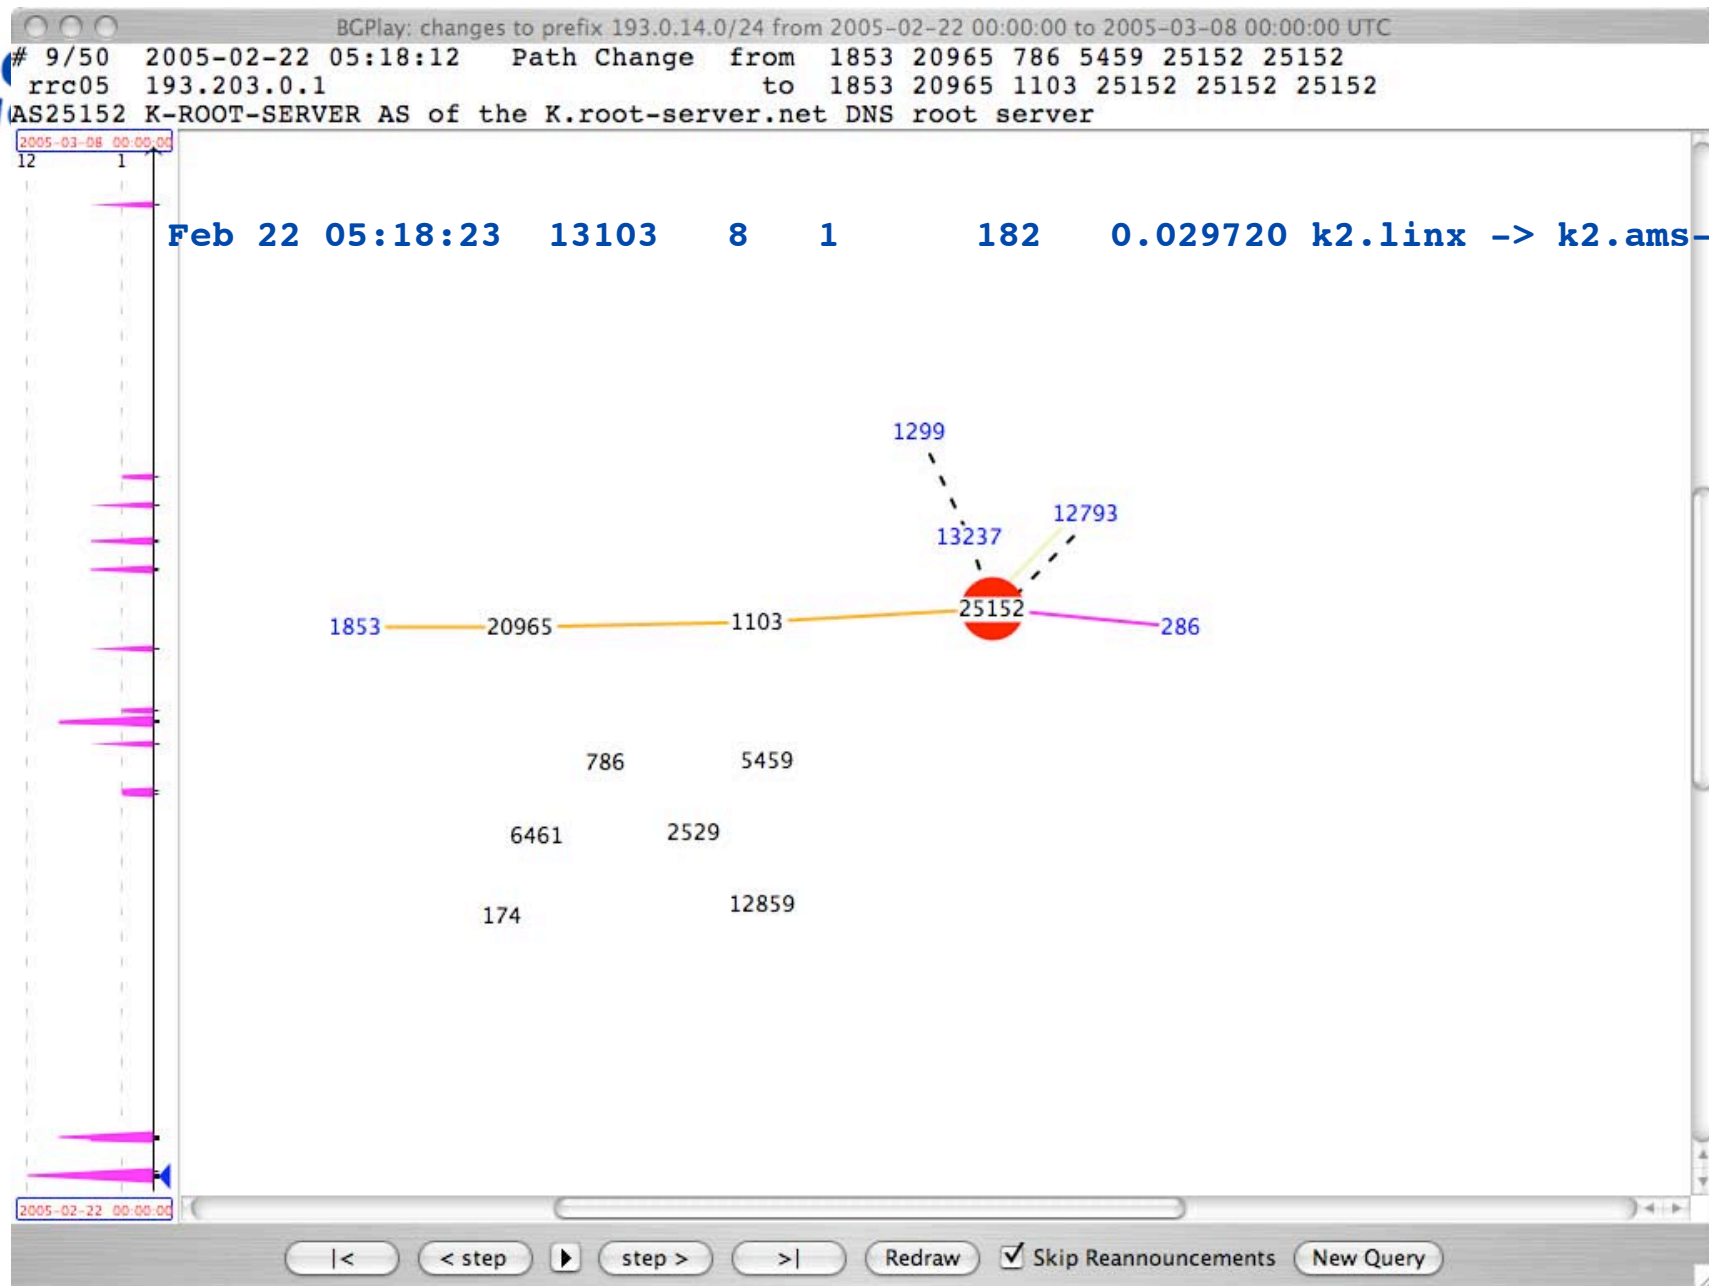 BGPlay: changes to prefix 193.0.14.0/24 from 2005-02-22 00:00:00 to 2005-03-08 00:00:00 UTC
# 9/50 2005-02-22 05:18:12 Path Change from 1853 20965 786 5459 25152 25152
rrc05 193.203.0.1 to 1853 20965 1103 25152 25152 25152
AS25152 K-ROOT-SERVER AS of the K.root-server.net DNS root server
2005-03-08 00:00:00
12 1
Feb 22 05:18:23 13103 8 1 182 0.029720 k2.linx -> k2.ams-
1299
12793
13237
25152
1853 20965 1103 286
786 5459
6461 2529
174 12859
2005-02-22 00:00:00
|< < step step > >| Redraw Skip Reannouncements New Query